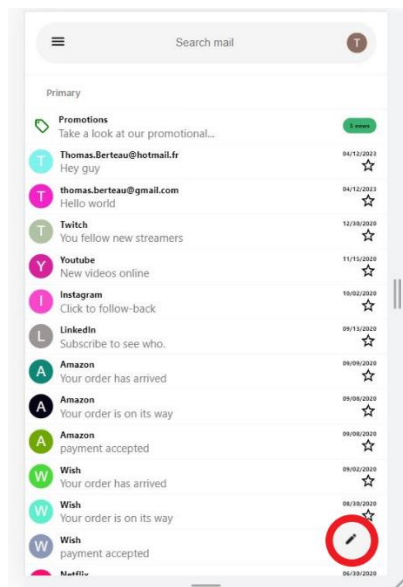 Search mail
T
Primary
Promotions
Take a look at our promotional...
3 news
T
Thomas.Berteau@hotmail.fr
04/12/2023
Hey guy
T
thomas.berteau@gmail.com
04/12/2023
Hello world
T
Twitch
12/30/2020
You fellow new streamers
Y
Youtube
11/15/2020
New videos online
I
Instagram
10/02/2020
Click to follow-back
L
LinkedIn
09/13/2020
Subscribe to see who.
A
Amazon
09/09/2020
Your order has arrived
A
Amazon
09/08/2020
Your order is on its way
A
Amazon
09/08/2020
payment accepted
W
Wish
09/02/2020
Your order has arrived
W
Wish
08/30/2020
Your order is on its way
W
Wish
payment accepted
Netflix
06/30/2020